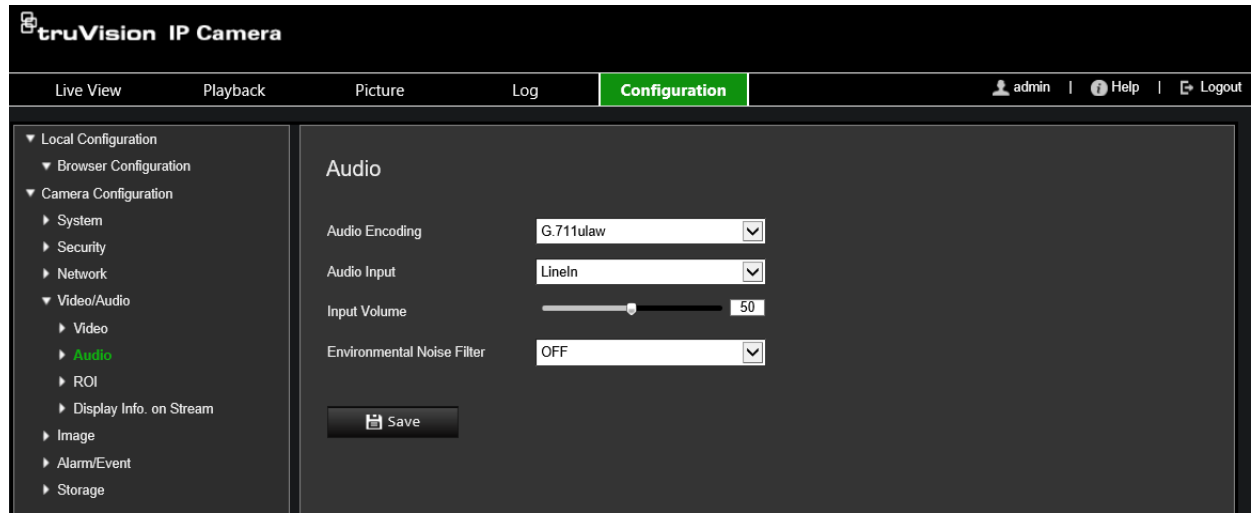 truVision IP Camera
Live View Playback Picture Log Configuration admin | Help | Logout
Local Configuration
Browser Configuration
Camera Configuration
System
Security
Network
Video/Audio
Video
Audio
ROI
Display Info. on Stream
Image
Alarm/Event
Storage
Audio
Audio Encoding G.711ulaw
Audio Input LineIn
Input Volume 50
Environmental Noise Filter OFF
Save